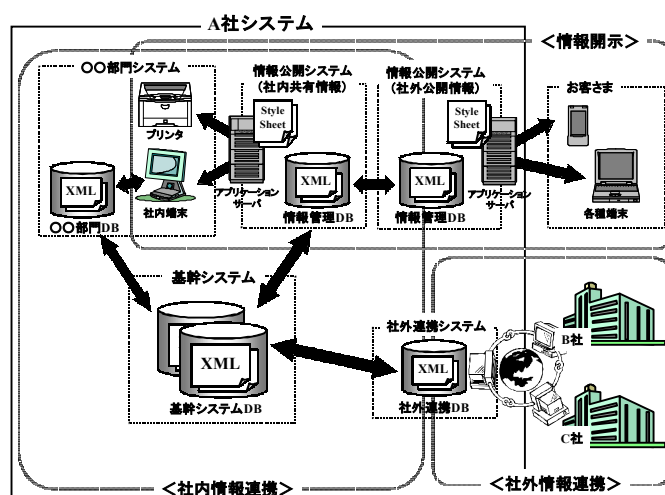 A社システム
＜情報開示＞
〇〇部門システム
プリンタ
XML
社内端末
〇〇部門DB
情報公開システム
（社内共有情報）
Style
Sheet
アプリケーション
サーバ
XML
情報管理DB
情報公開システム
（社外公開情報）
Style
Sheet
XML
情報管理DB
アプリケーション
サーバ
お客さま
各種端末
基幹システム
XML
基幹システムDB
社外連携システム
XML
社外連携DB
B社
C社
＜社内情報連携＞
＜社外情報連携＞